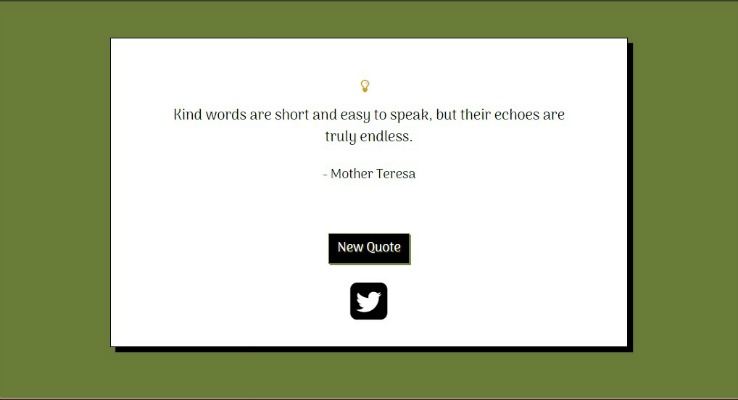 Kind words are short and easy to speak, but their echoes are
truly endless.
- Mother Teresa
New Quote